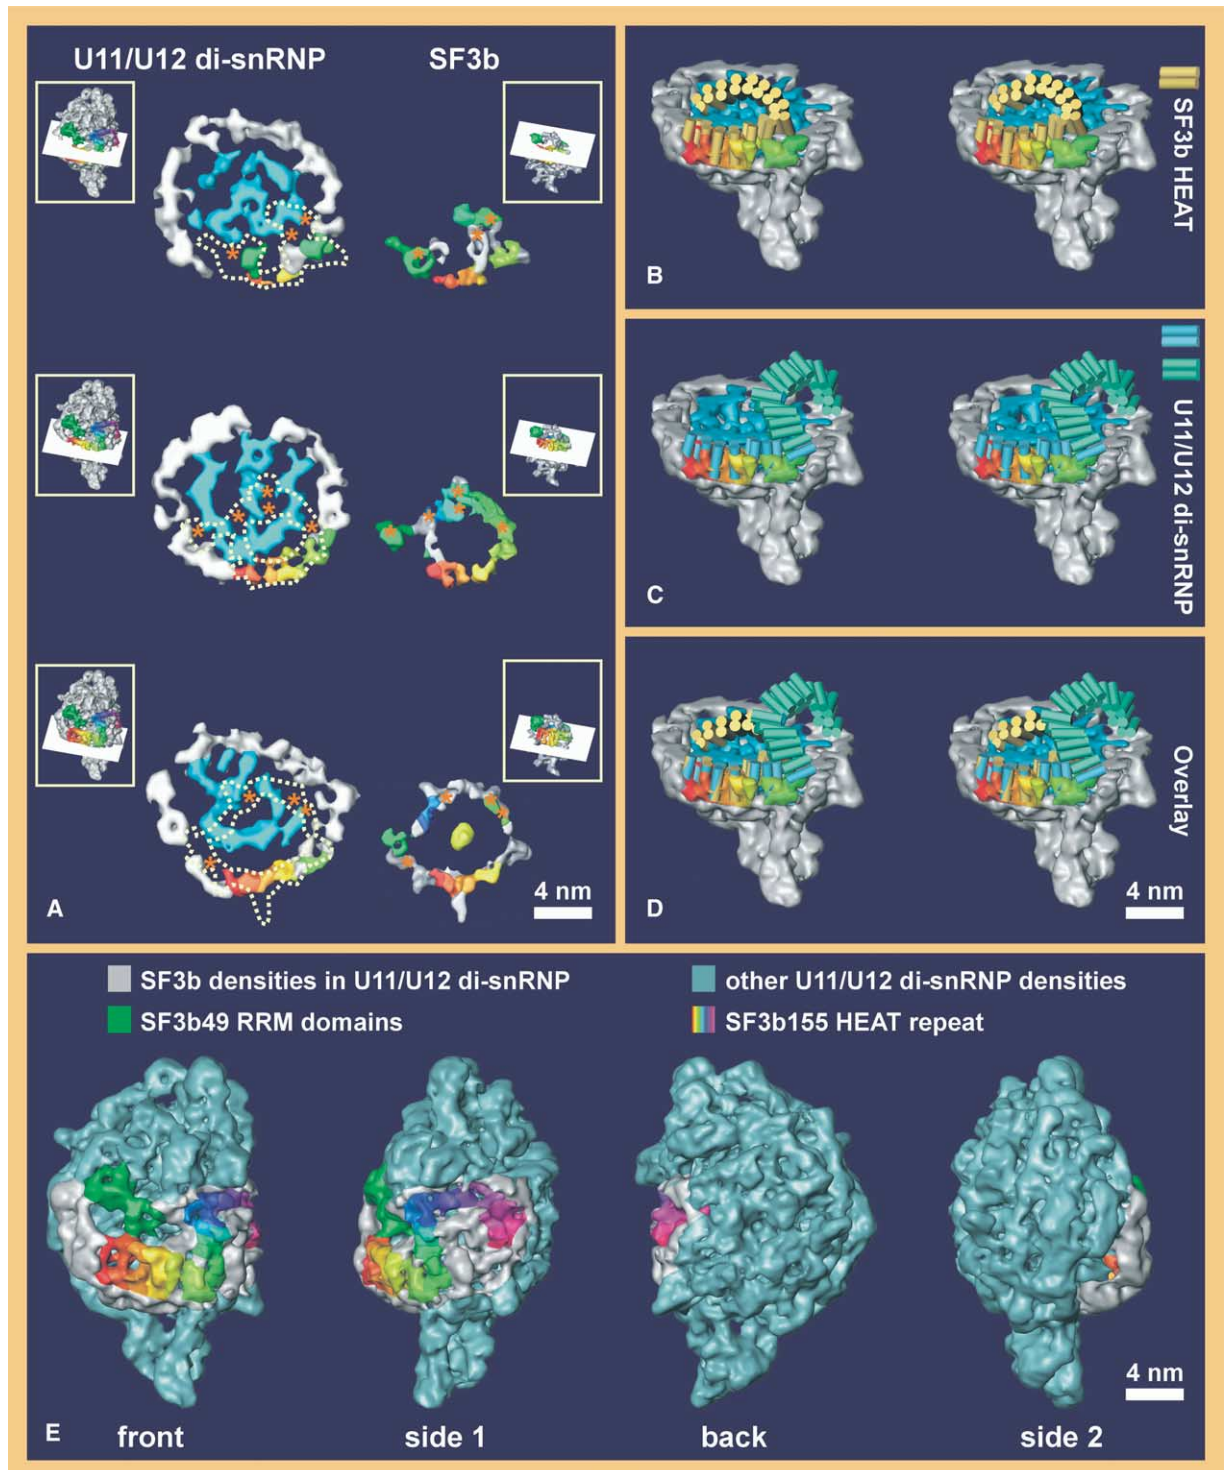 U11/U12 di-snRNP
SF3b
4 nm
A
SF3b HEAT
B
U11/U12 di-snRNP
C
Overlay
D
4 nm
SF3b densities in U11/U12 di-snRNP
other U11/U12 di-snRNP densities
SF3b49 RRM domains
SF3b155 HEAT repeat
4 nm
E
front
side 1
back
side 2